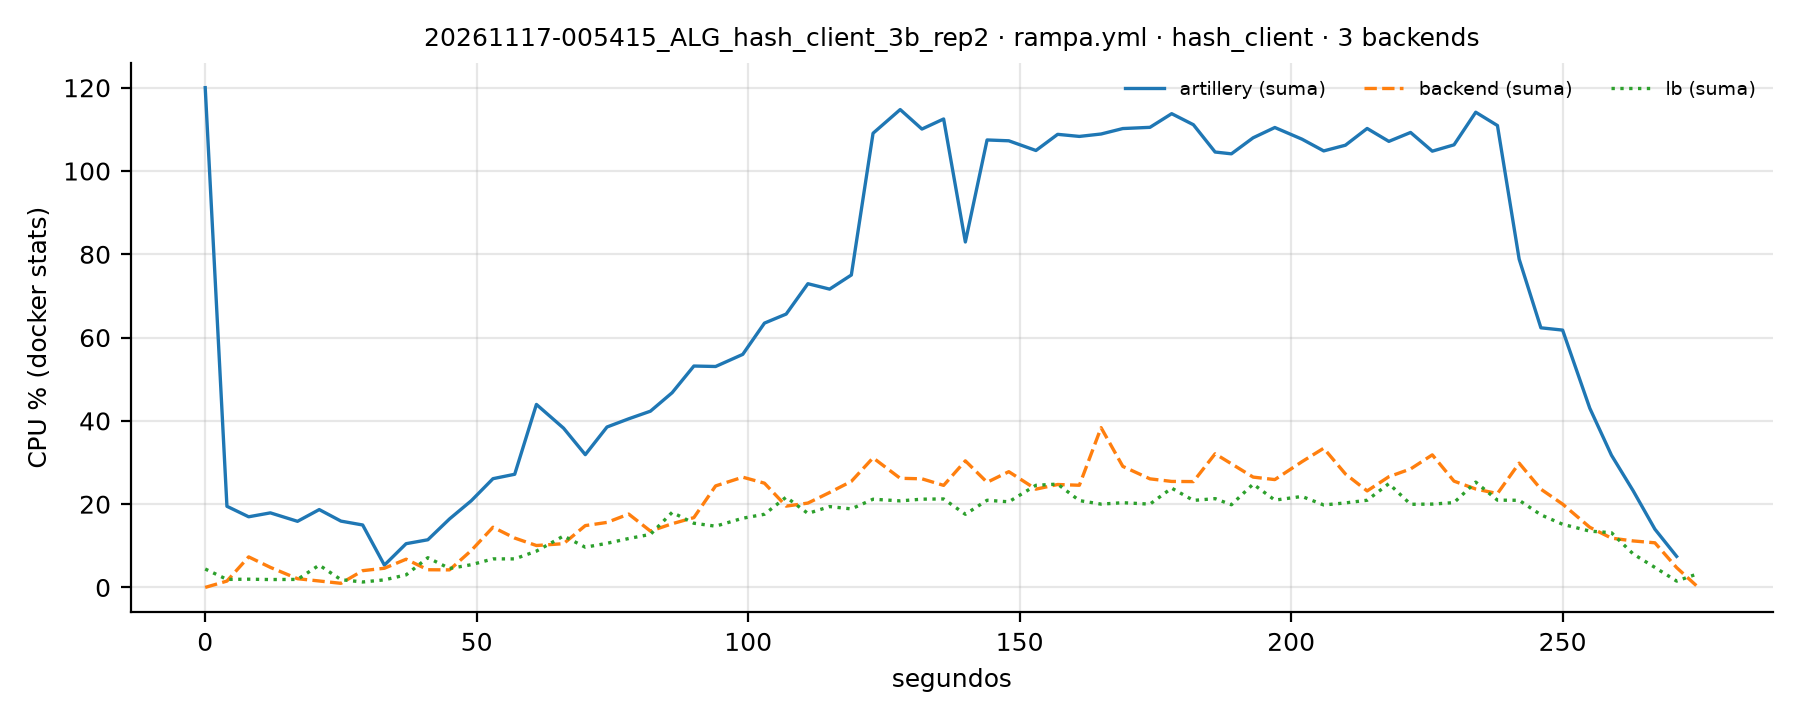 20261117-005415_ALG_hash_client_3b_rep2 · rampa.yml · hash_client · 3 backends
artillery (suma) backend (suma) lb (suma)
CPU % (docker stats)
120
100
80
60
40
20
0
0 50 100 150 200 250
segundos